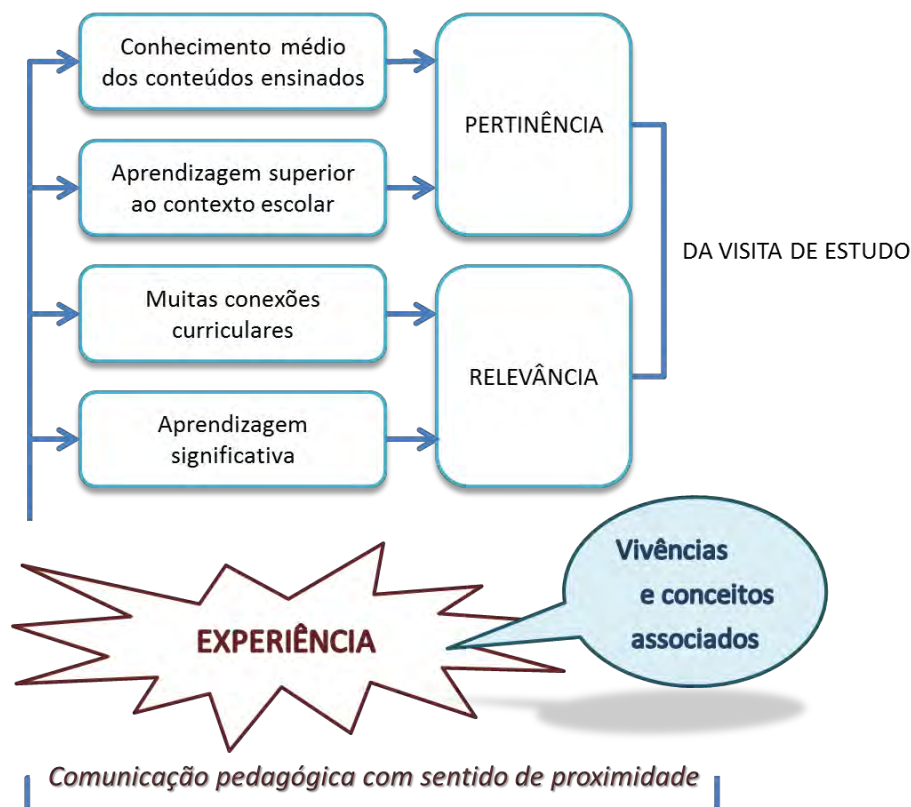 Conhecimento médio
dos conteúdos ensinados
PERTINÊNCIA
Aprendizagem superior
ao contexto escolar
DA VISITA DE ESTUDO
Muitas conexões
curriculares
RELEVÂNCIA
Aprendizagem
significativa
Vivências
e conceitos
associados
EXPERIÊNCIA
Comunicação pedagógica com sentido de proximidade